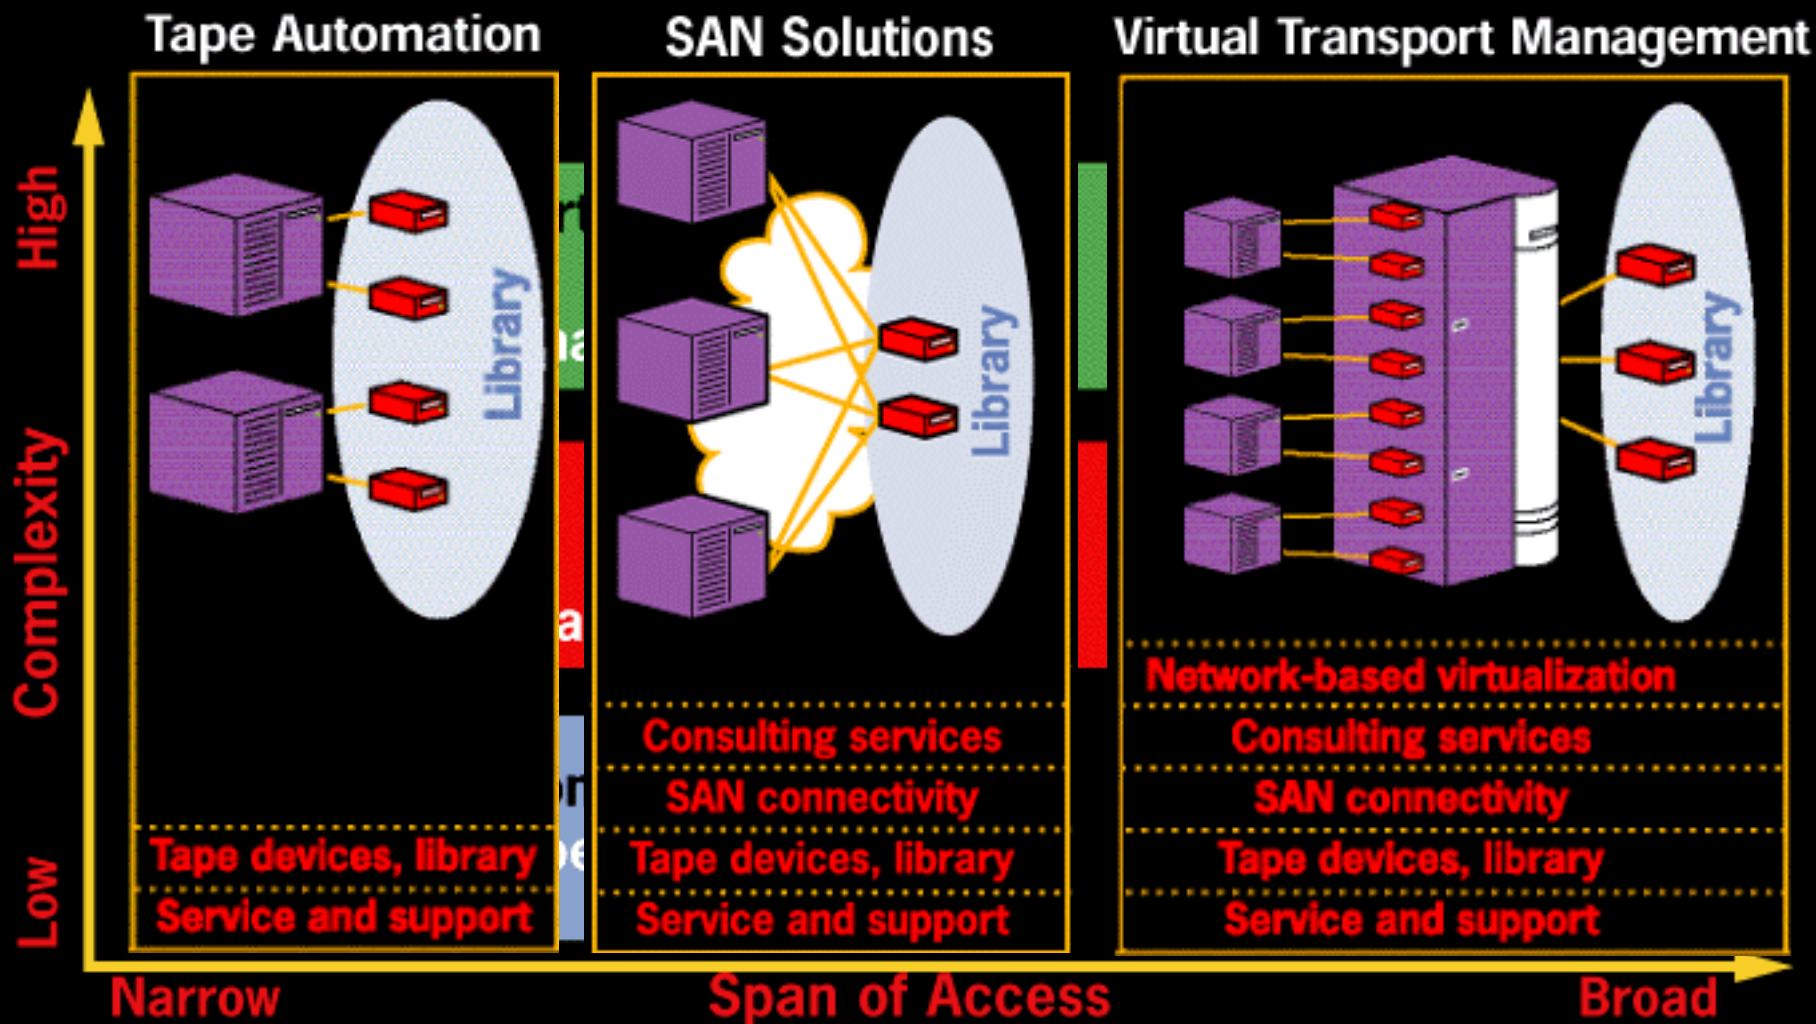 Tape Automation
SAN Solutions
Virtual Transport Management
High
Complexity
Low
Library
Tape devices, library
Service and support
Library
Consulting services
SAN connectivity
Tape devices, library
Service and support
Library
Network-based virtualization
Consulting services
SAN connectivity
Tape devices, library
Service and support
Narrow
Span of Access
Broad